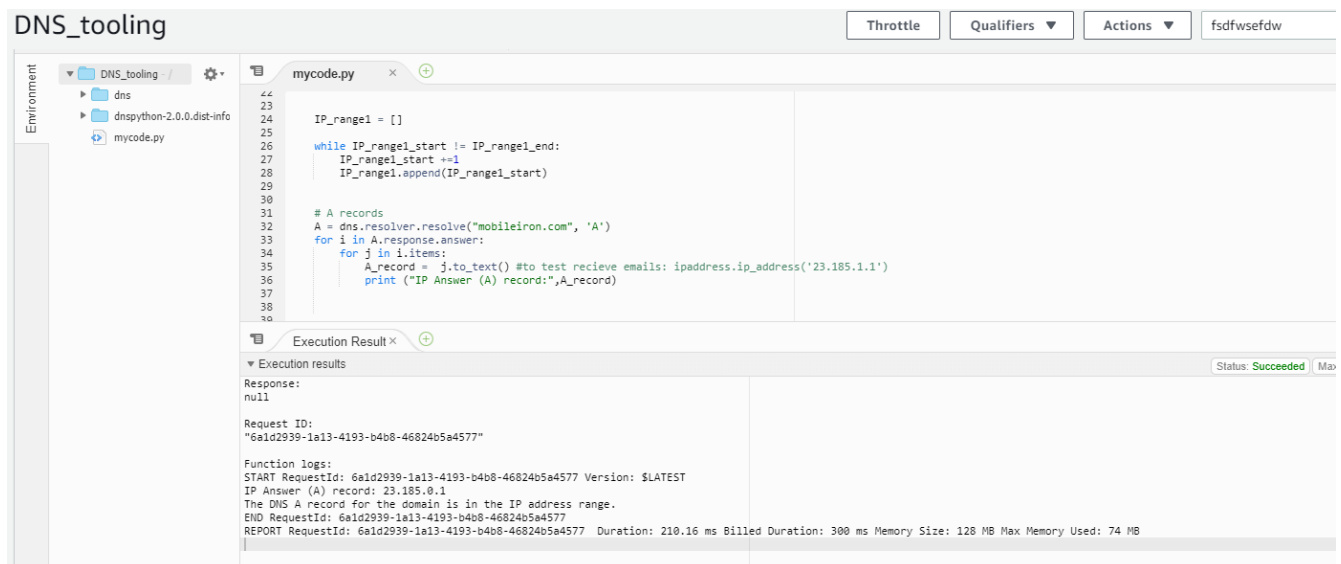 DNS_tooling
Throttle
Qualifiers
Actions
fsdfwsefdw
Environment
DNS_tooling - /
dns
dnspython-2.0.0.dist-info
mycode.py
mycode.py
22
23
24 IP_range1 = []
25
26 while IP_range1_start != IP_range1_end:
27 IP_range1_start +=1
28 IP_range1.append(IP_range1_start)
29
30
31 # A records
32 A = dns.resolver.resolve("mobileiron.com", 'A')
33 for i in A.response.answer:
34 for j in i.items:
35 A_record = j.to_text() #to test recieve emails: ipaddress.ip_address('23.185.1.1')
36 print ("IP Answer (A) record:",A_record)
37
38
39
Execution Result
Execution results
Status: Succeeded
Max
Response:
null
Request ID:
"6a1d2939-1a13-4193-b4b8-46824b5a4577"
Function logs:
START RequestId: 6a1d2939-1a13-4193-b4b8-46824b5a4577 Version: $LATEST
IP Answer (A) record: 23.185.0.1
The DNS A record for the domain is in the IP address range.
END RequestId: 6a1d2939-1a13-4193-b4b8-46824b5a4577
REPORT RequestId: 6a1d2939-1a13-4193-b4b8-46824b5a4577 Duration: 210.16 ms Billed Duration: 300 ms Memory Size: 128 MB Max Memory Used: 74 MB